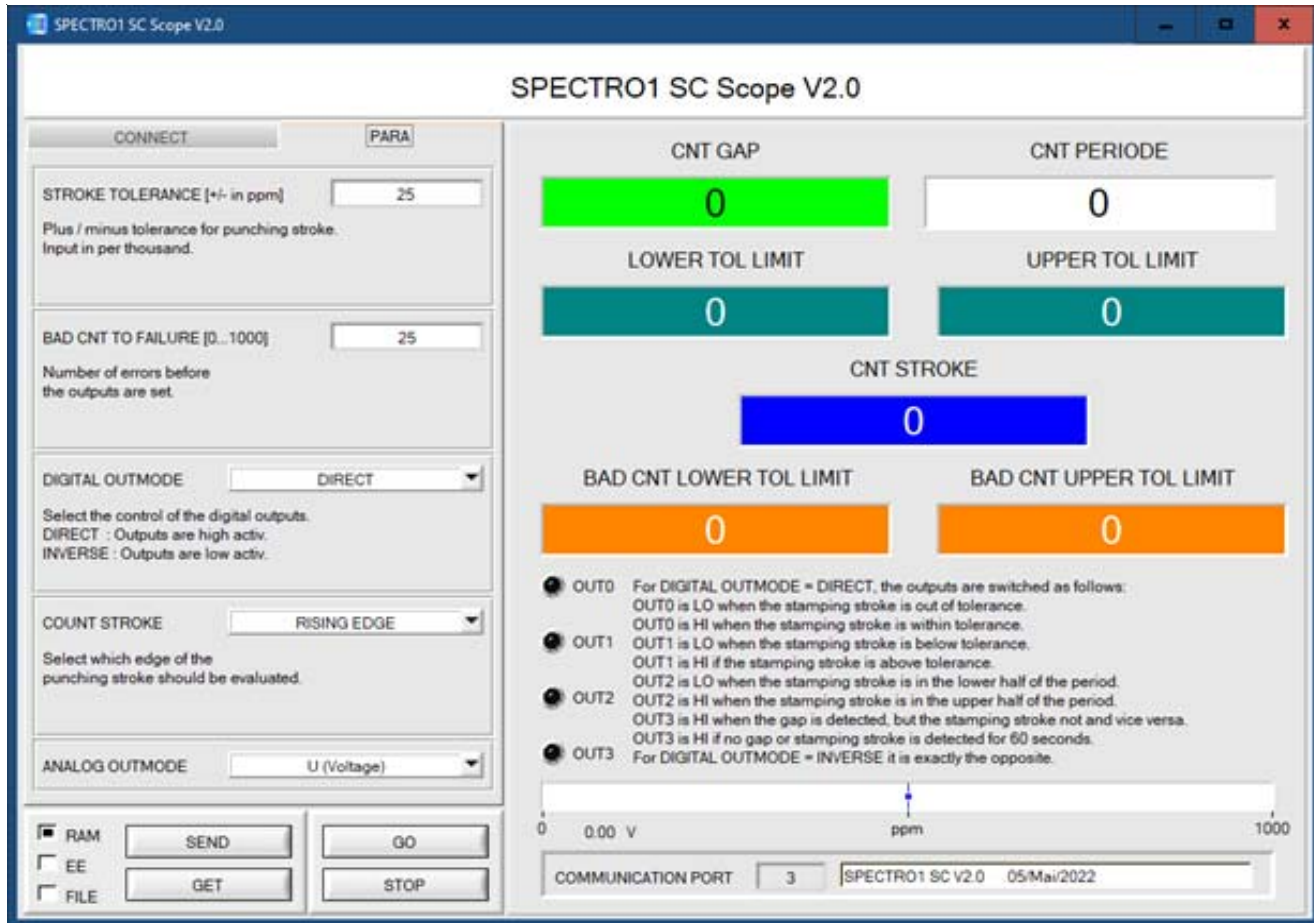 SPECTRO1 SC Scope V2.0
SPECTRO1 SC Scope V2.0
CONNECT
PARA
STROKE TOLERANCE [+/- in ppm]
25
Plus / minus tolerance for punching stroke.
Input in per thousand.
BAD CNT TO FAILURE [0...1000]
25
Number of errors before
the outputs are set.
DIGITAL OUTMODE
DIRECT
Select the control of the digital outputs.
DIRECT : Outputs are high activ.
INVERSE : Outputs are low activ.
COUNT STROKE
RISING EDGE
Select which edge of the
punching stroke should be evaluated.
ANALOG OUTMODE
U (Voltage)
RAM
EE
FILE
SEND
GET
GO
STOP
CNT GAP
0
CNT PERIODE
0
LOWER TOL LIMIT
0
UPPER TOL LIMIT
0
CNT STROKE
0
BAD CNT LOWER TOL LIMIT
0
BAD CNT UPPER TOL LIMIT
0
OUT0
OUT1
OUT2
OUT3
For DIGITAL OUTMODE = DIRECT, the outputs are switched as follows:
OUT0 is LO when the stamping stroke is out of tolerance.
OUT0 is HI when the stamping stroke is within tolerance.
OUT1 is LO when the stamping stroke is below tolerance.
OUT1 is HI if the stamping stroke is above tolerance.
OUT2 is LO when the stamping stroke is in the lower half of the period.
OUT2 is HI when the stamping stroke is in the upper half of the period.
OUT3 is HI when the gap is detected, but the stamping stroke not and vice versa.
OUT3 is HI if no gap or stamping stroke is detected for 60 seconds.
For DIGITAL OUTMODE = INVERSE it is exactly the opposite.
0 0.00 V ppm 1000
COMMUNICATION PORT 3 SPECTRO1 SC V2.0 05/Mai/2022